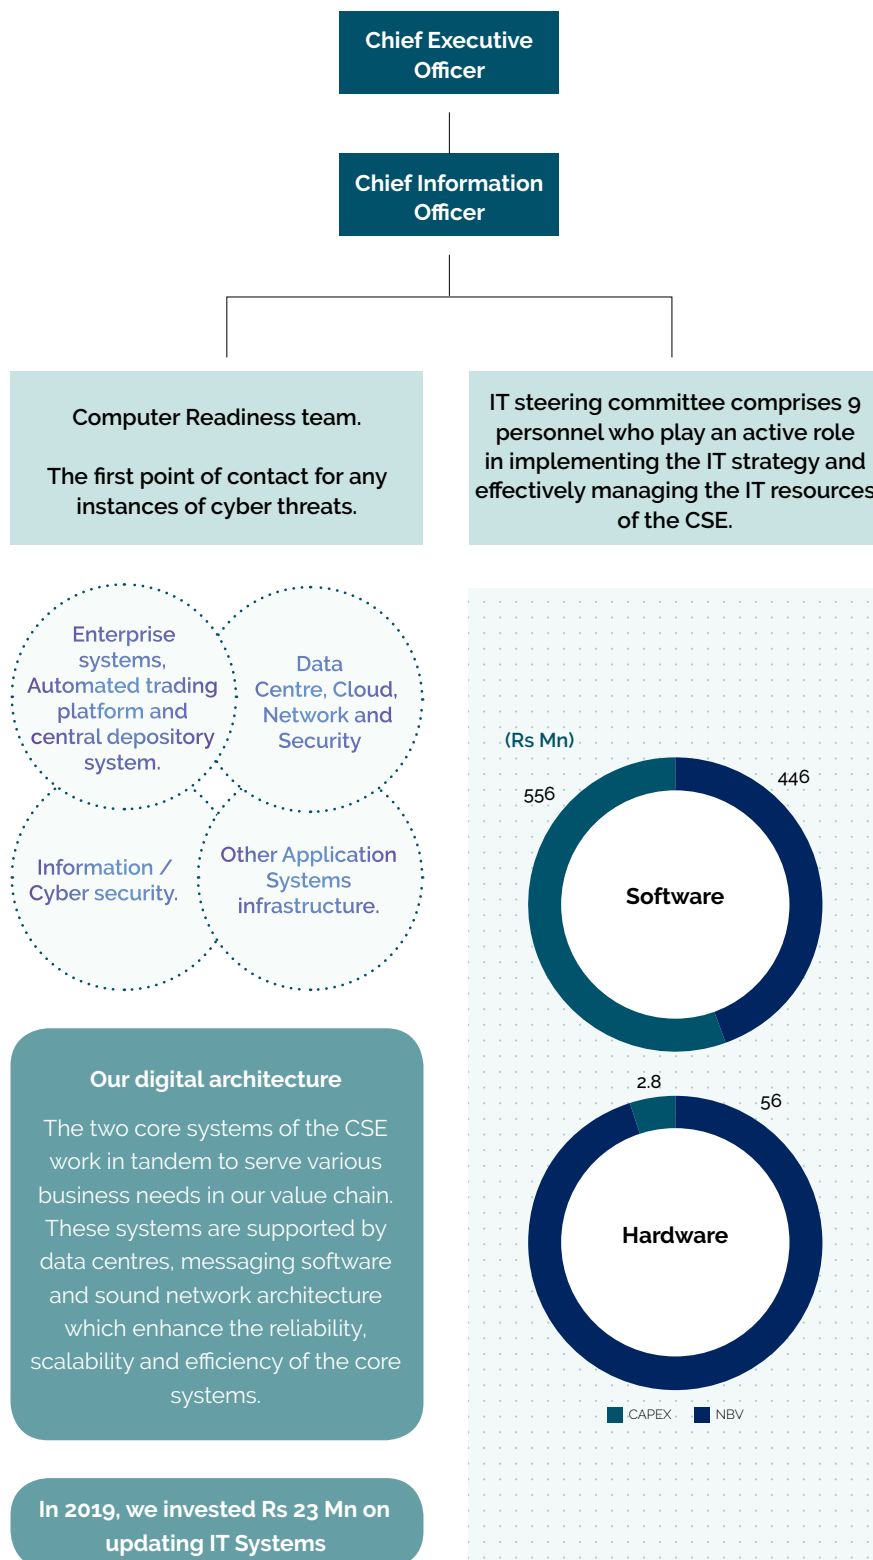 Chief Executive
Officer
Chief Information
Officer
Computer Readiness team.
The first point of contact for any
instances of cyber threats.
IT steering committee comprises 9
personnel who play an active role
in implementing the IT strategy and
effectively managing the IT resources
of the CSE.
Enterprise
systems,
Automated trading
platform and
central depository
system.
Data
Centre, Cloud,
Network and
Security
Information /
Cyber security.
Other Application
Systems
infrastructure.
Our digital architecture
The two core systems of the CSE
work in tandem to serve various
business needs in our value chain.
These systems are supported by
data centres, messaging software
and sound network architecture
which enhance the reliability,
scalability and efficiency of the core
systems.
In 2019, we invested Rs 23 Mn on
updating IT Systems
(Rs Mn)
556
446
Software
2.8
56
Hardware
CAPEX
NBV